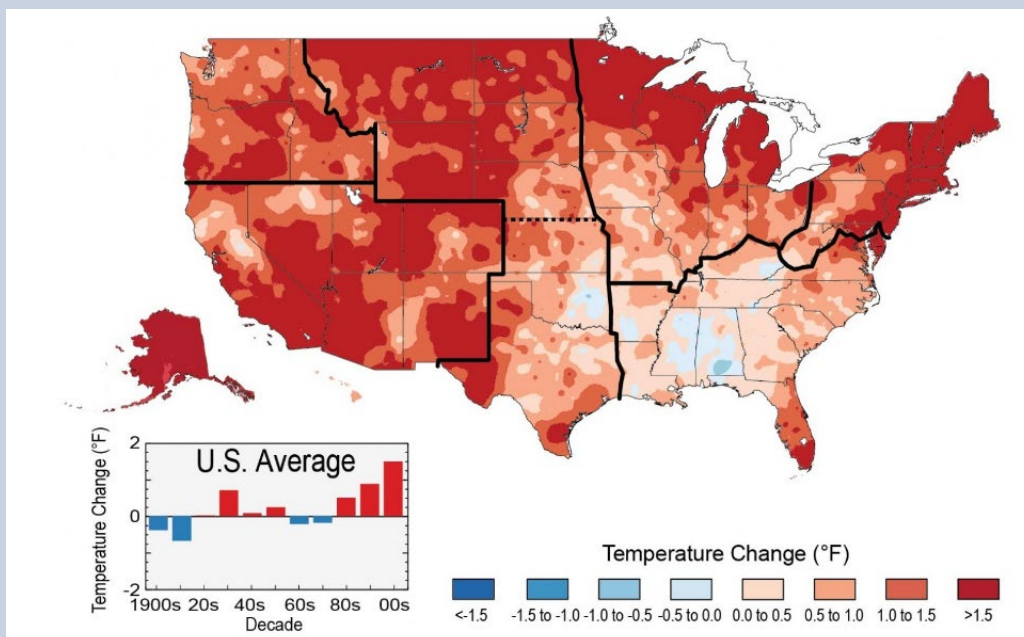 2
U.S. Average
0
-2
Temperature Change (°F)
1900s 20s 40s 60s 80s 00s
Decade
Temperature Change (°F)
<-1.5 -1.5 to -1.0 -1.0 to -0.5 -0.5 to 0.0 0.0 to 0.5 0.5 to 1.0 1.0 to 1.5 >1.5